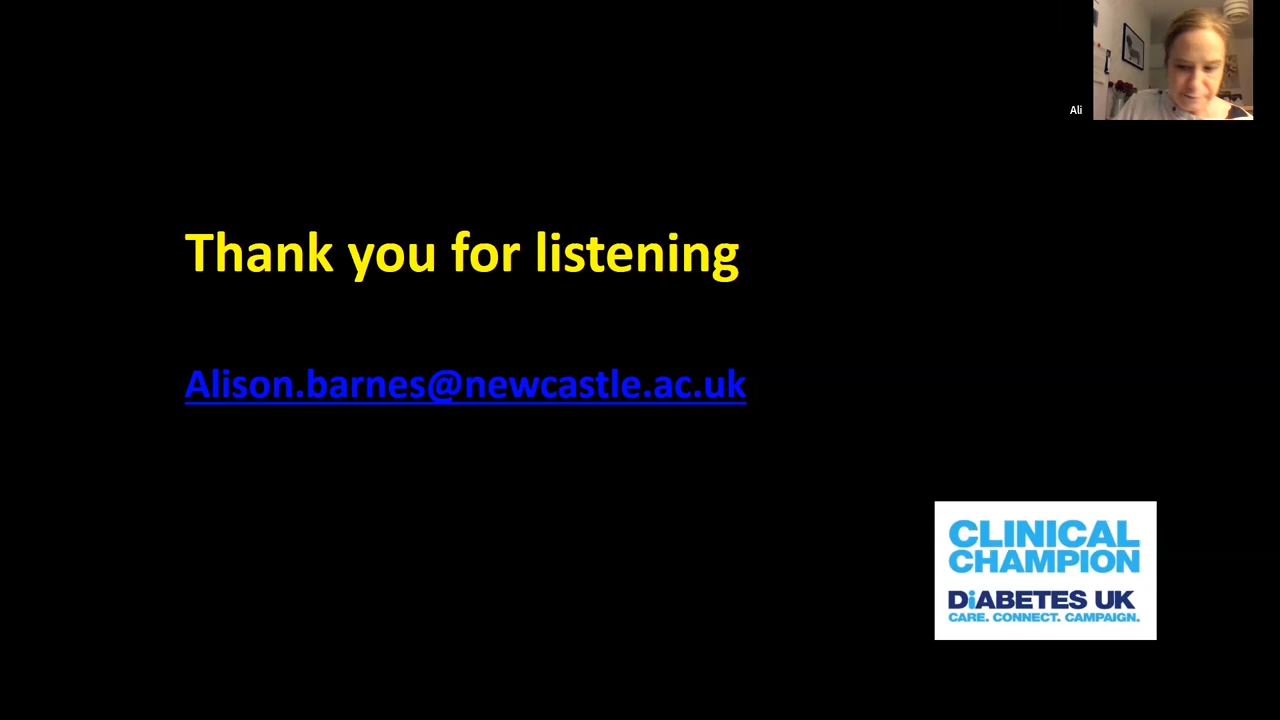 Ali
Thank you for listening
Alison.barnes@newcastle.ac.uk
CLINICAL
CHAMPION
DiABETES UK
CARE. CONNECT. CAMPAIGN.